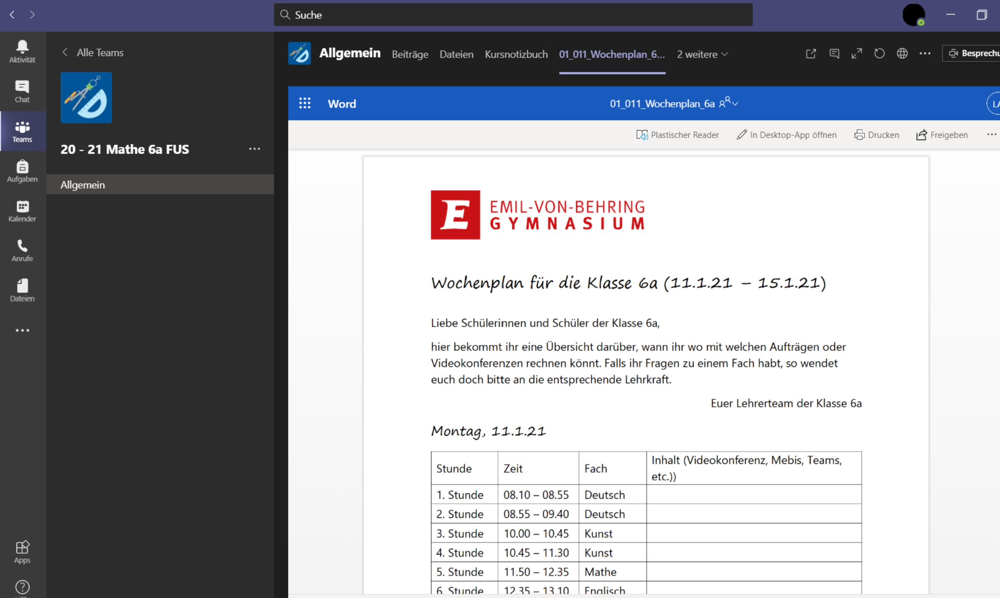 Suche
Aktivität
Chat
Teams
Aufgaben
Kalender
Anrufe
Dateien
Apps
Alle Teams
20 - 21 Mathe 6a FUS
Allgemein
Allgemein Beiträge Dateien Kursnotizbuch 01_011_Wochenplan_6... 2 weitere
Word 01_011_Wochenplan_6a
Plastischer Reader In Desktop-App öffnen Drucken Freigeben
E EMIL-VON-BEHRING
GYMNASIUM
Wochenplan für die Klasse 6a (11.1.21 – 15.1.21)
Liebe Schülerinnen und Schüler der Klasse 6a,
hier bekommt ihr eine Übersicht darüber, wann ihr wo mit welchen Aufträgen oder
Videokonferenzen rechnen könnt. Falls ihr Fragen zu einem Fach habt, so wendet
euch doch bitte an die entsprechende Lehrkraft.
Euer Lehrerteam der Klasse 6a
Montag, 11.1.21
Stunde Zeit Fach Inhalt (Videokonferenz, Mebis, Teams,
etc.))
1. Stunde 08.10 – 08.55 Deutsch
2. Stunde 08.55 – 09.40 Deutsch
3. Stunde 10.00 – 10.45 Kunst
4. Stunde 10.45 – 11.30 Kunst
5. Stunde 11.50 – 12.35 Mathe
6. Stunde 12.35 – 13.10 Englisch